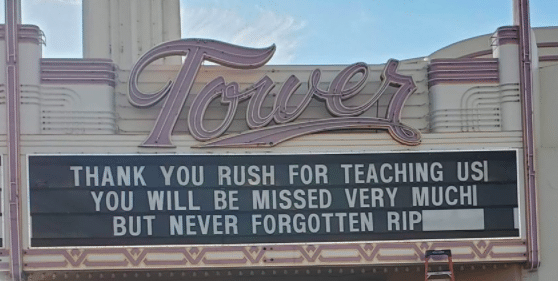 Tower
THANK YOU RUSH FOR TEACHING US!
YOU WILL BE MISSED VERY MUCH!
BUT NEVER FORGOTTEN RIP